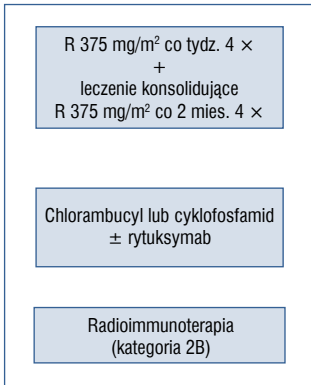 R 375 mg/m² co tydz. 4 ×
+
leczenie konsolidujące
R 375 mg/m² co 2 mies. 4 ×
Chlorambucyl lub cyklofosfamid
± rytuksymab
Radioimmunoterapia
(kategoria 2B)